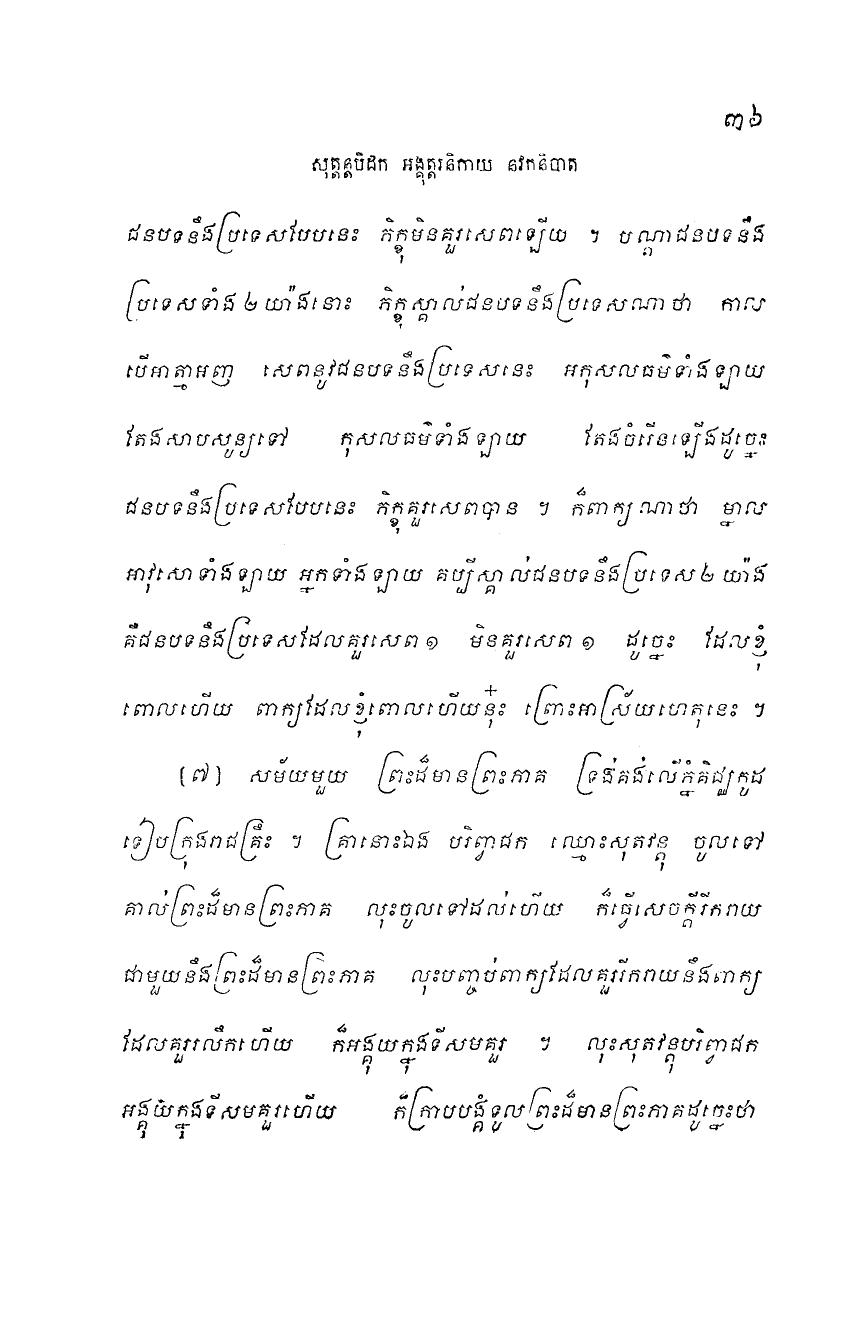 ៣៦
សុត្តន្តបិដក អង្គុត្តរនិកាយ នវកនិបាត
ជនបទនឹងប្រទេសបែបនេះ ភិក្ខុមិនគួរសេពឡើយ ។ បណ្តាជនបទនឹង
ប្រទេសទាំង ២ យ៉ាងនោះ ភិក្ខុស្គាល់ជនបទនឹងប្រទេសណាថា កាល
បើអាត្មាអញ សេពនូវជនបទនឹងប្រទេសនេះ អកុសលធម៌ទាំងឡាយ
តែងសាបសូន្យទៅ កុសលធម៌ទាំងឡាយ តែងចំរើនឡើងដូច្នេះ
ជនបទនឹងប្រទេសបែបនេះ ភិក្ខុគួរសេពបាន ។ ក៏ពាក្យណាថា ម្នាល
អាវុសោទាំងឡាយ អ្នកទាំងឡាយ គប្បីស្គាល់ជនបទនឹងប្រទេស ២ យ៉ាង
គឺជនបទនឹងប្រទេសដែលគួរសេព ១ មិនគួរសេព ១ ដូច្នេះ ដែលខ្ញុំ
ពោលហើយ ពាក្យដែលខ្ញុំពោលហើយនុ៎ះ ព្រោះអាស្រ័យហេតុនេះ ។
(៧) សម័យមួយ ព្រះដ៏មានព្រះភាគ ទ្រង់គង់លើភ្នំគិជ្ឈកូដ
ទៀបក្រុងរាជគ្រឹះ ។ គ្រានោះឯង បរិព្វាជក ឈ្មោះសុតវន្តុ ចូលទៅ
គាល់ព្រះដ៏មានព្រះភាគ លុះចូលទៅដល់ហើយ ក៏ធ្វើសេចក្តីរីករាយ
ជាមួយនឹងព្រះដ៏មានព្រះភាគ លុះបញ្ចប់ពាក្យដែលគួររីករាយនឹងពាក្យ
ដែលគួររលឹកហើយ ក៏អង្គុយក្នុងទីសមគួរ ។ លុះសុតវន្តុបរិព្វាជក
អង្គុយក្នុងទីសមគួរហើយ ក៏ក្រាបបង្គំទូលព្រះដ៏មានព្រះភាគដូច្នេះថា